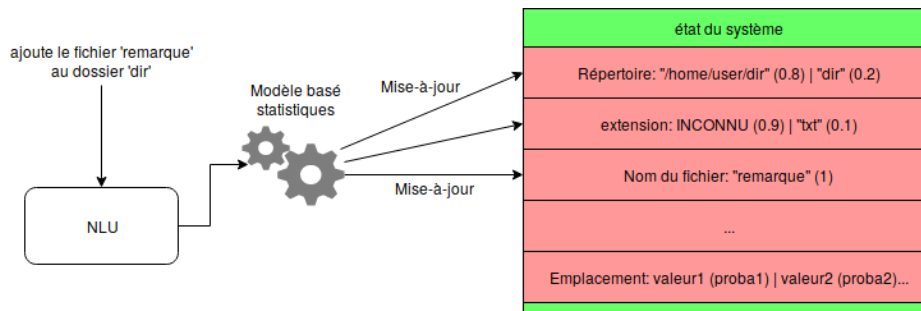 ajoute le fichier 'remarque'
au dossier 'dir'
NLU
Modèle basé
statistiques
Mise-à-jour
Mise-à-jour
état du système
Répertoire: "/home/user/dir" (0.8) | "dir" (0.2)
extension: INCONNU (0.9) | "txt" (0.1)
Nom du fichier: "remarque" (1)
...
Emplacement: valeur1 (proba1) | valeur2 (proba2)...